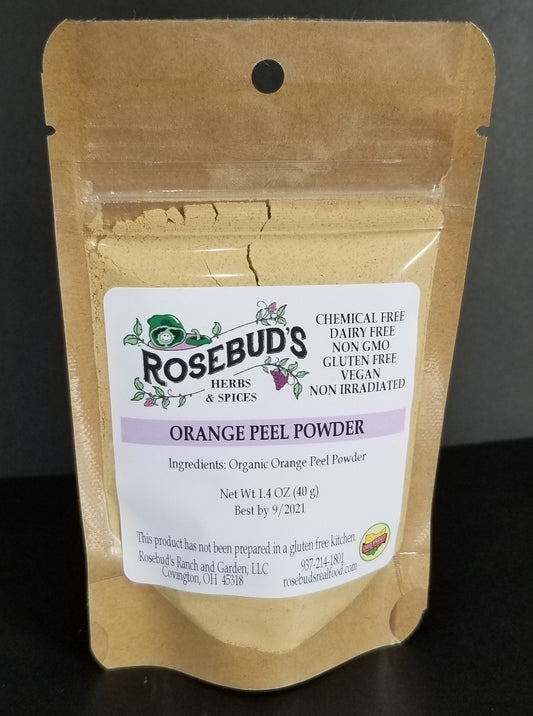 ROSEBUD'S
HERBS
& SPICES
CHEMICAL FREE
DAIRY FREE
NON GMO
GLUTEN FREE
VEGAN
NON IRRADIATED
ORANGE PEEL POWDER
Ingredients: Organic Orange Peel Powder
Net Wt 1.4 OZ (40 g)
Best by 9/2021
This product has not been prepared in a gluten free kitchen.
Rosebud's Ranch and Garden, LLC
Covington, OH 45318
937-214-1801
rosebudsrealfood.com